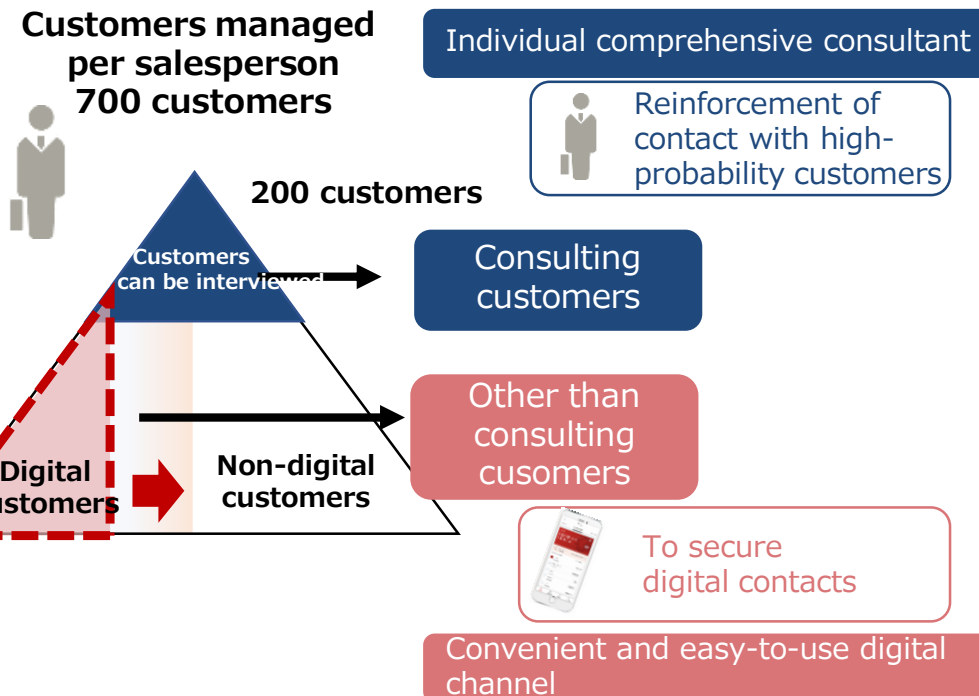 Customers managed
per salesperson
700 customers
Individual comprehensive consultant
Reinforcement of
contact with high-
probability customers
200 customers
Customers
can be interviewed
Consulting
customers
Other than
consulting
cusomers
Digital
ustomers
Non-digital
customers
To secure
digital contacts
Convenient and easy-to-use digital
channel